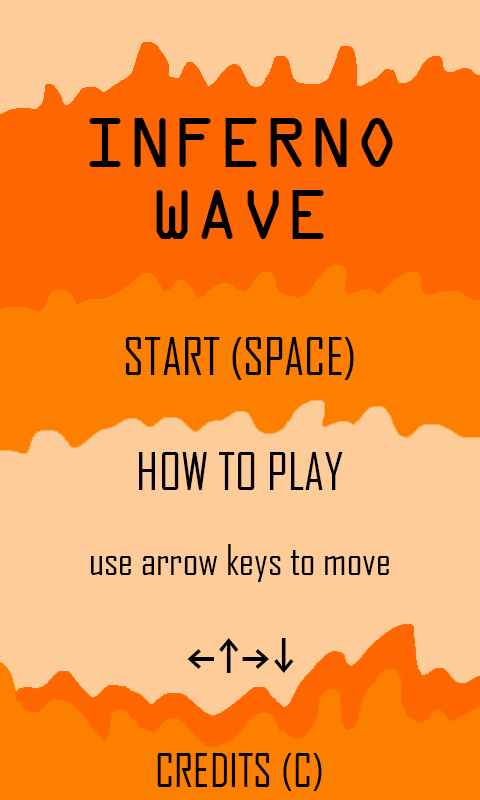 INFERNO
WAVE
START (SPACE)
HOW TO PLAY
use arrow keys to move
←↑→↓
CREDITS (C)